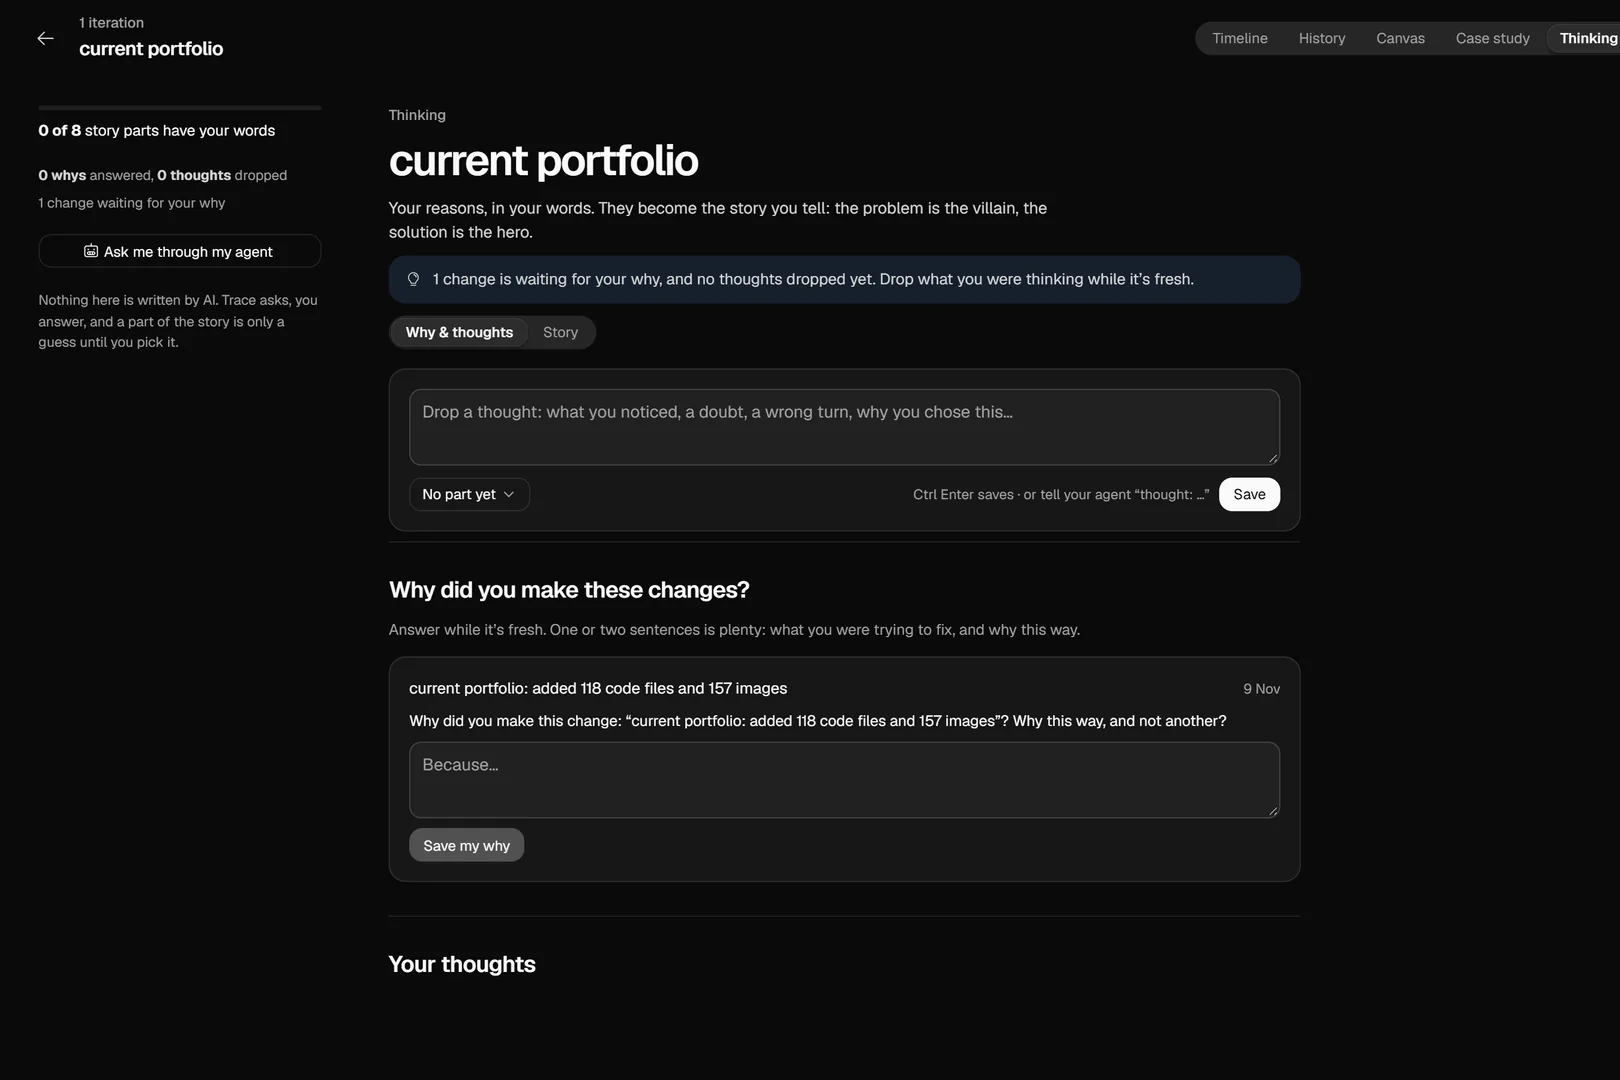 1 iteration
current portfolio
Timeline
History
Canvas
Case study
Thinking
0 of 8 story parts have your words
0 whys answered, 0 thoughts dropped
1 change waiting for your why
Ask me through my agent
Nothing here is written by AI. Trace asks, you
answer, and a part of the story is only a
guess until you pick it.
Thinking
current portfolio
Your reasons, in your words. They become the story you tell: the problem is the villain, the
solution is the hero.
1 change is waiting for your why, and no thoughts dropped yet. Drop what you were thinking while it’s fresh.
Why & thoughts
Story
Drop a thought: what you noticed, a doubt, a wrong turn, why you chose this…
No part yet
Ctrl Enter saves · or tell your agent “thought: …”
Save
Why did you make these changes?
Answer while it’s fresh. One or two sentences is plenty: what you were trying to fix, and why this way.
current portfolio: added 118 code files and 157 images
9 Nov
Why did you make this change: “current portfolio: added 118 code files and 157 images”? Why this way, and not another?
Because…
Save my why
Your thoughts